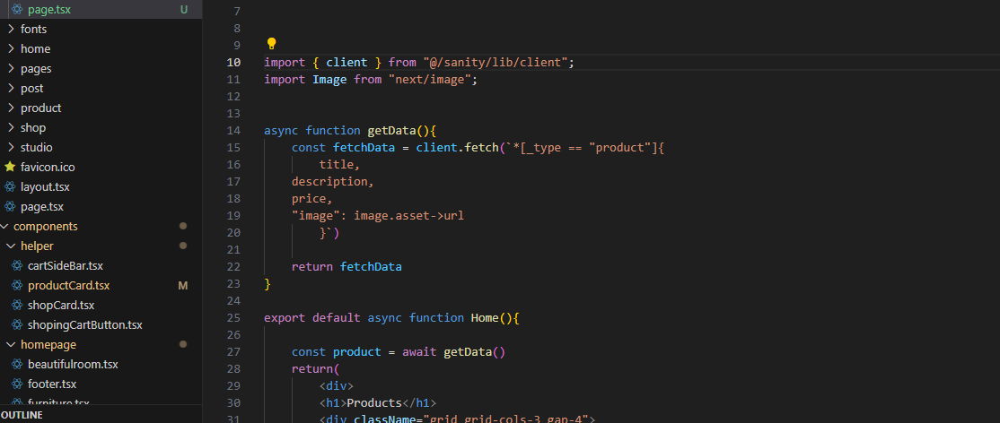 page.tsx U
fonts
home
pages
post
product
shop
studio
favicon.ico
layout.tsx
page.tsx
components
helper
cartSideBar.tsx
productCard.tsx M
shopCard.tsx
shopingCartButton.tsx
homepage
beautifulroom.tsx
footer.tsx
furniture.tsx
OUTLINE
7
8
9
10 import { client } from "@/sanity/lib/client";
11 import Image from "next/image";
12
13
14 async function getData(){
15 const fetchData = client.fetch(`*[_type == "product"]{
16 title,
17 description,
18 price,
19 "image": image.asset->url
20 }`)
21
22 return fetchData
23 }
24
25 export default async function Home(){
26
27 const product = await getData()
28 return(
29 <div>
30 <h1>Products</h1>
31 <div className="grid grid-cols-3 gap-4">